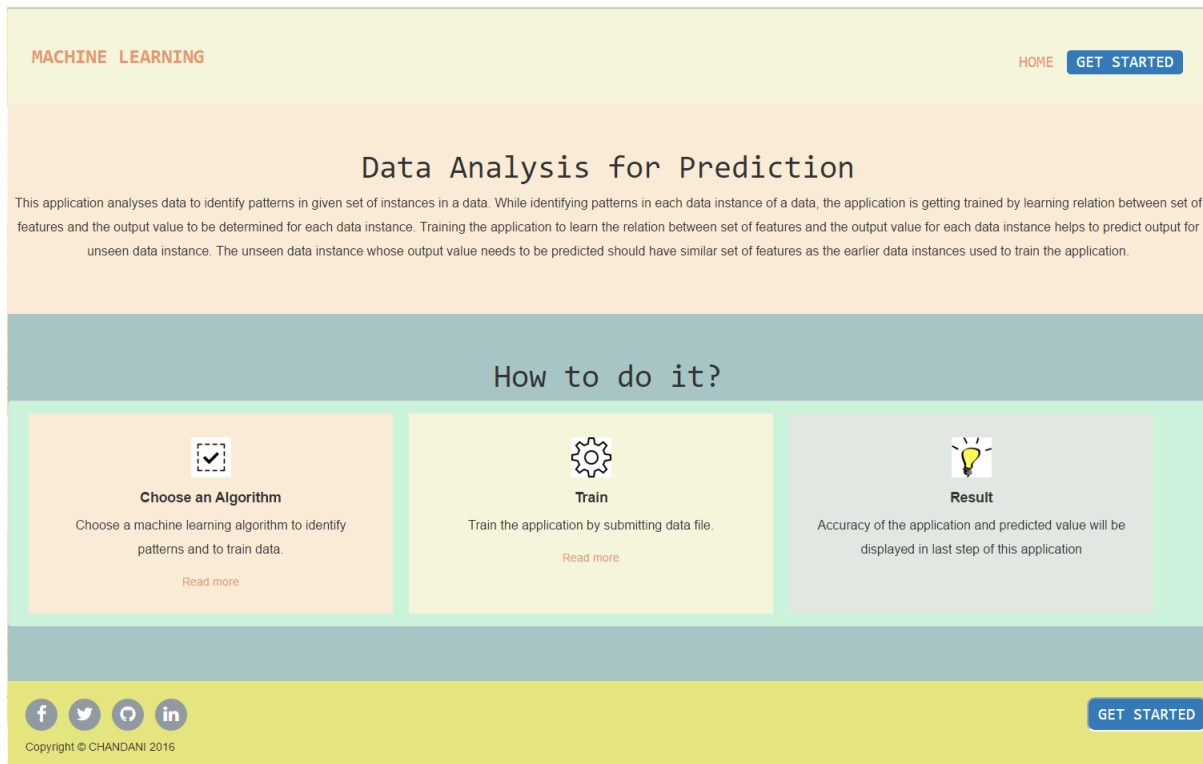 MACHINE LEARNING
HOME
GET STARTED
Data Analysis for Prediction
This application analyses data to identify patterns in given set of instances in a data. While identifying patterns in each data instance of a data, the application is getting trained by learning relation between set of
features and the output value to be determined for each data instance. Training the application to learn the relation between set of features and the output value for each data instance helps to predict output for
unseen data instance. The unseen data instance whose output value needs to be predicted should have similar set of features as the earlier data instances used to train the application.
How to do it?
Choose an Algorithm
Choose a machine learning algorithm to identify
patterns and to train data.
Read more
Train
Train the application by submitting data file.
Read more
Result
Accuracy of the application and predicted value will be
displayed in last step of this application
GET STARTED
Copyright © CHANDANI 2016